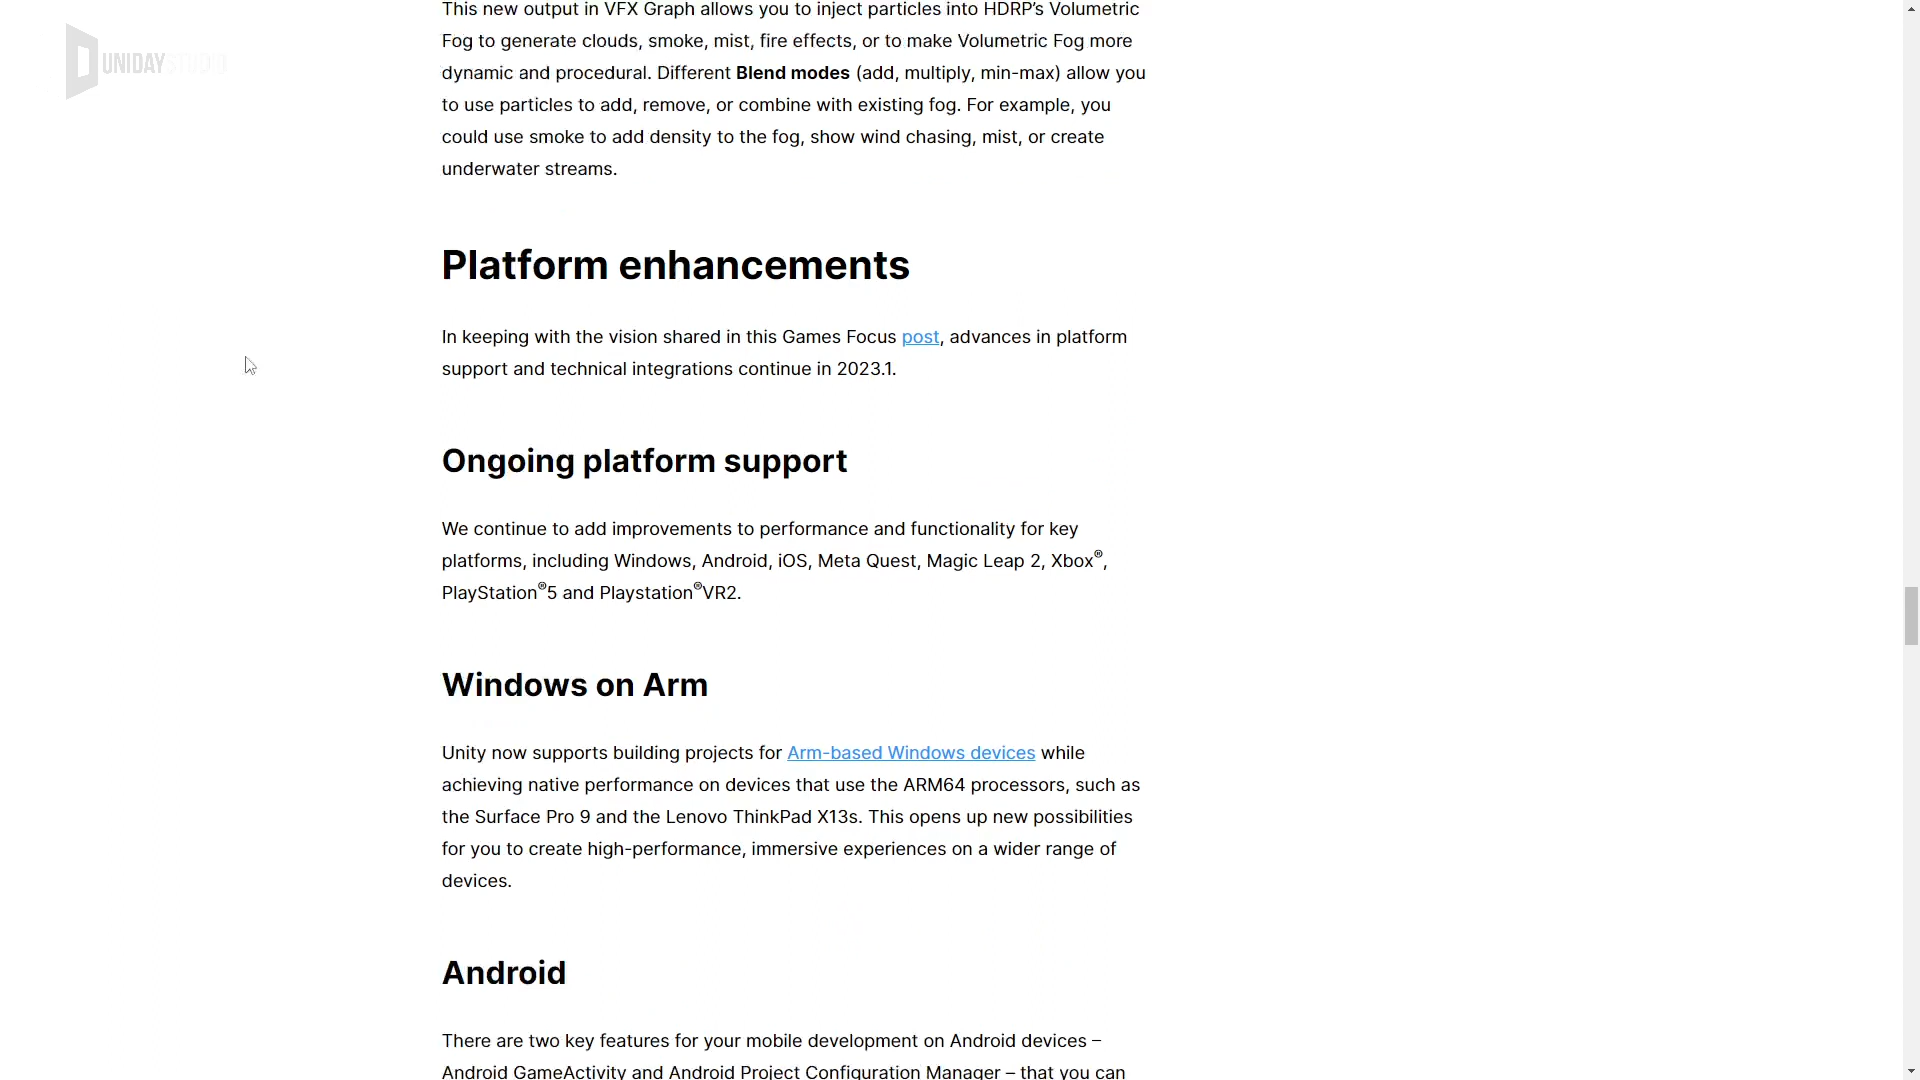 UNIDAYSTUDIO
This new output in VFX Graph allows you to inject particles into HDRP’s Volumetric
Fog to generate clouds, smoke, mist, fire effects, or to make Volumetric Fog more
dynamic and procedural. Different Blend modes (add, multiply, min-max) allow you
to use particles to add, remove, or combine with existing fog. For example, you
could use smoke to add density to the fog, show wind chasing, mist, or create
underwater streams.
Platform enhancements
In keeping with the vision shared in this Games Focus post, advances in platform
support and technical integrations continue in 2023.1.
Ongoing platform support
We continue to add improvements to performance and functionality for key
platforms, including Windows, Android, iOS, Meta Quest, Magic Leap 2, Xbox®,
PlayStation®5 and Playstation®VR2.
Windows on Arm
Unity now supports building projects for Arm-based Windows devices while
achieving native performance on devices that use the ARM64 processors, such as
the Surface Pro 9 and the Lenovo ThinkPad X13s. This opens up new possibilities
for you to create high-performance, immersive experiences on a wider range of
devices.
Android
There are two key features for your mobile development on Android devices –
Android GameActivity and Android Project Configuration Manager – that you can